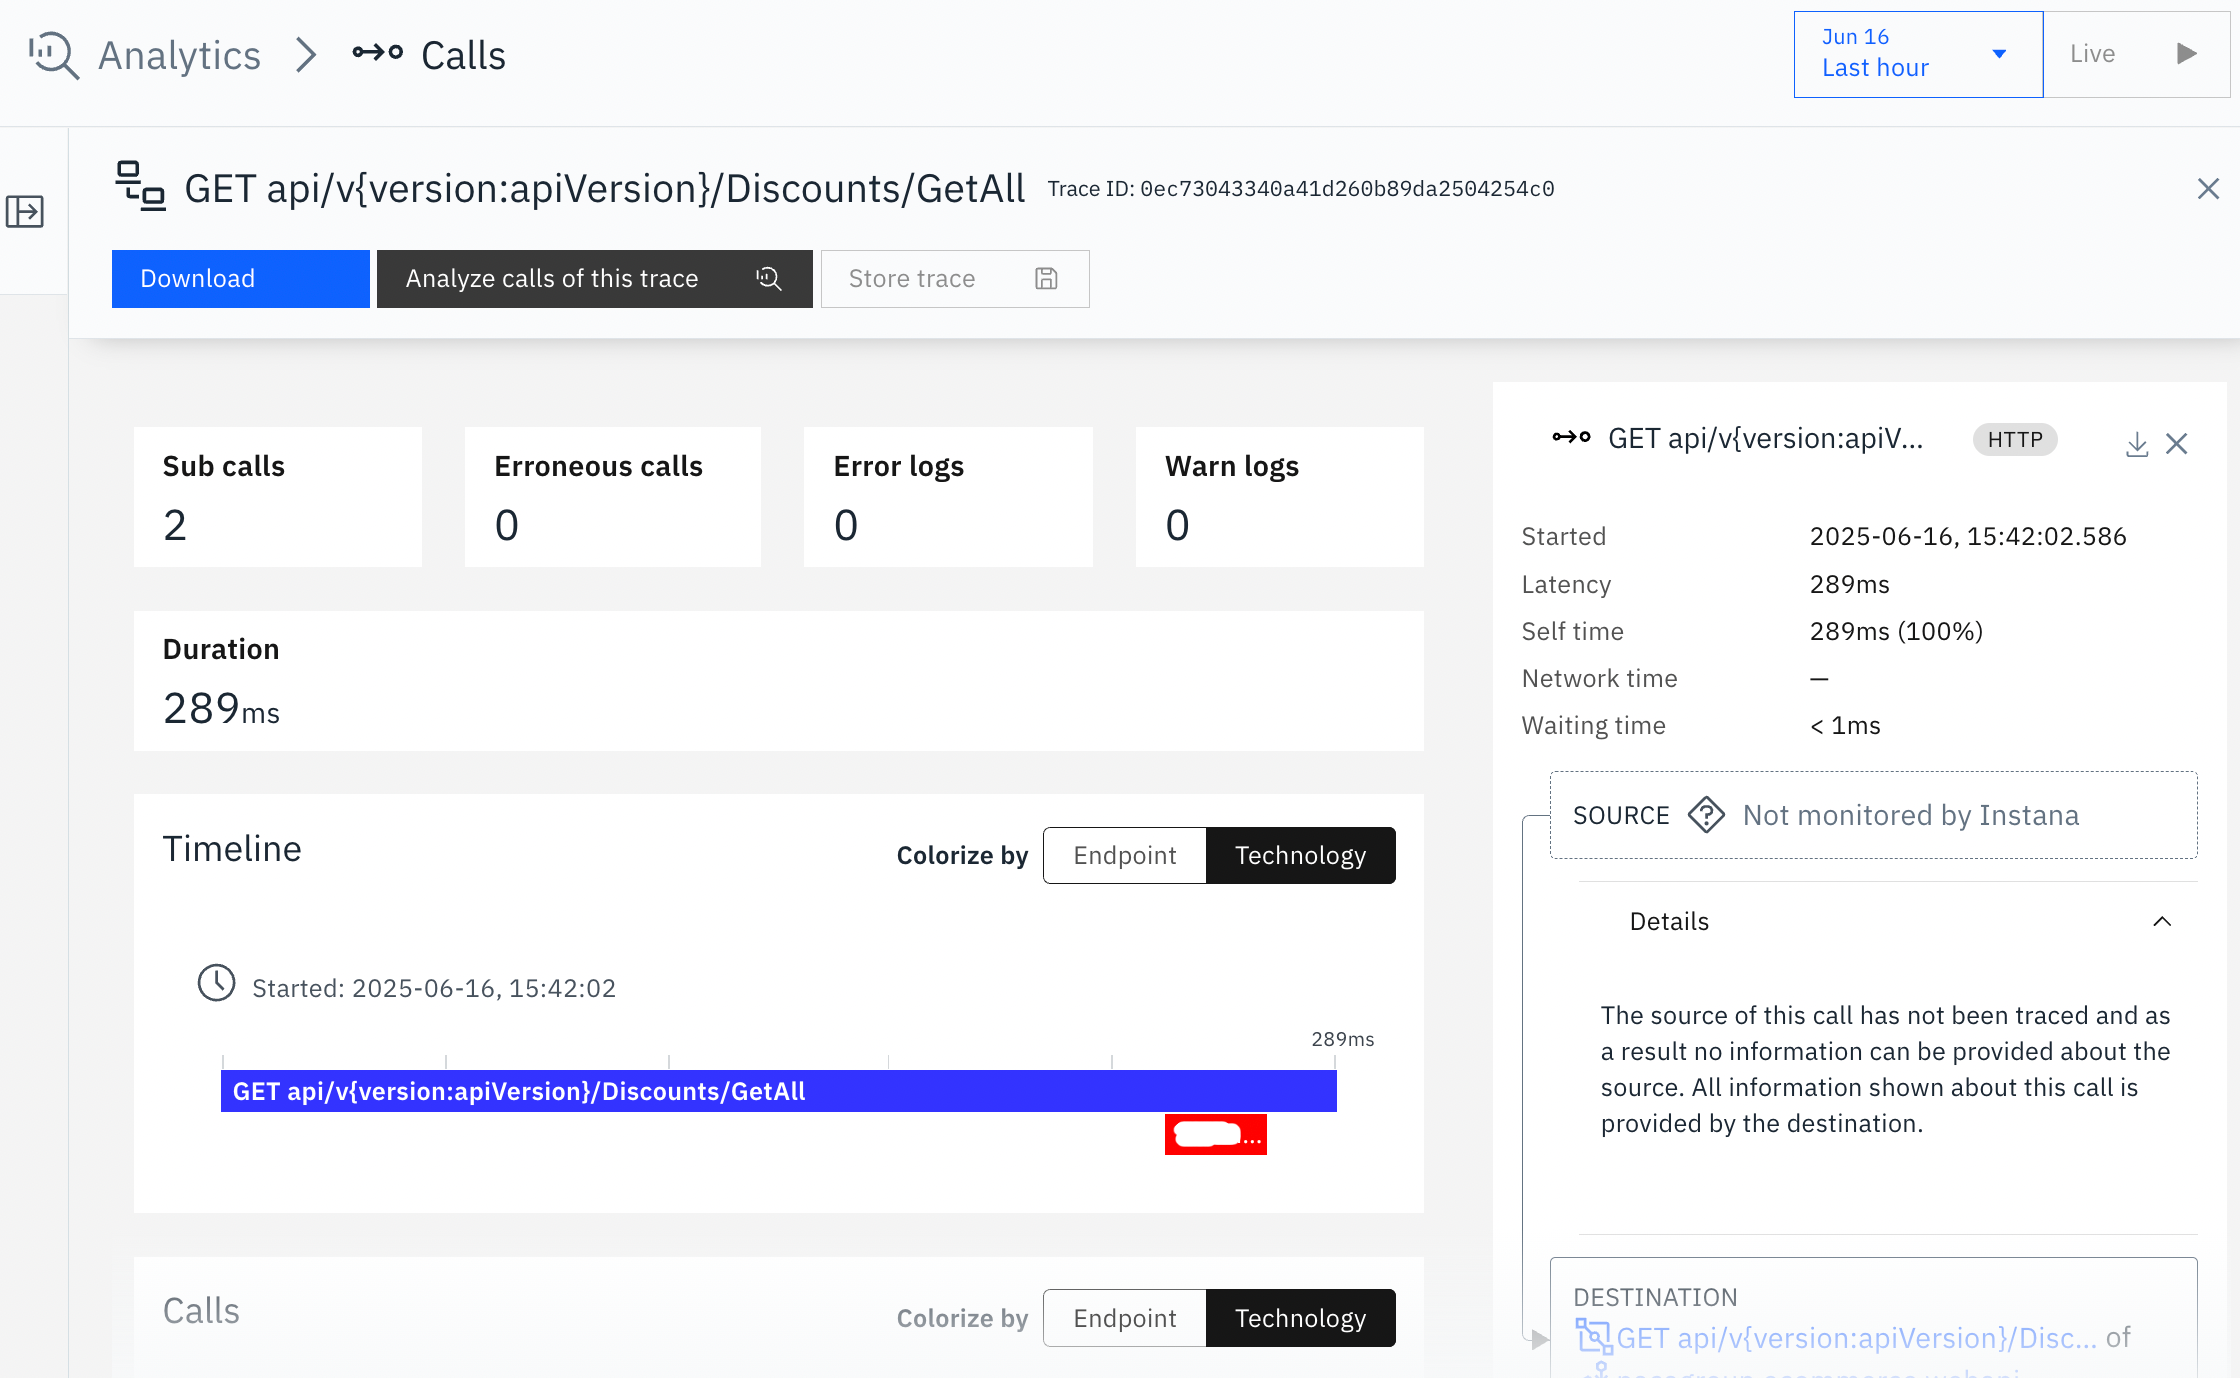 Analytics > Calls
Jun 16
Last hour
Live
GET api/v{version:apiVersion}/Discounts/GetAll Trace ID: 0ec73043340a41d260b89da2504254c0
Download Analyze calls of this trace Store trace
Sub calls
2
Erroneous calls
0
Error logs
0
Warn logs
0
Duration
289ms
Timeline
Colorize by Endpoint Technology
Started: 2025-06-16, 15:42:02
289ms
GET api/v{version:apiVersion}/Discounts/GetAll
...
Calls
Colorize by Endpoint Technology
GET api/v{version:apiV... HTTP
Started 2025-06-16, 15:42:02.586
Latency 289ms
Self time 289ms (100%)
Network time —
Waiting time < 1ms
SOURCE Not monitored by Instana
Details
The source of this call has not been traced and as
a result no information can be provided about the
source. All information shown about this call is
provided by the destination.
DESTINATION
GET api/v{version:apiVersion}/Disc... of